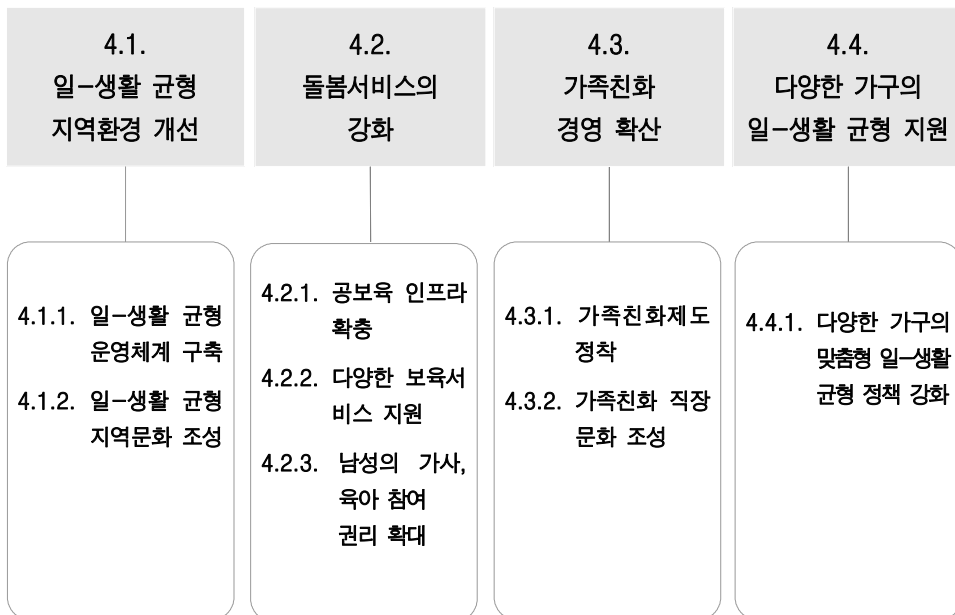 4.1.
일-생활 균형
지역환경 개선
4.2.
돌봄서비스의
강화
4.3.
가족친화
경영 확산
4.4.
다양한 가구의
일-생활 균형 지원
4.1.1. 일-생활 균형
운영체계 구축
4.1.2. 일-생활 균형
지역문화 조성
4.2.1. 공보육 인프라
확충
4.2.2. 다양한 보육서
비스 지원
4.2.3. 남성의 가사,
육아 참여
권리 확대
4.3.1. 가족친화제도
정착
4.3.2. 가족친화 직장
문화 조성
4.4.1. 다양한 가구의
맞춤형 일-생활
균형 정책 강화